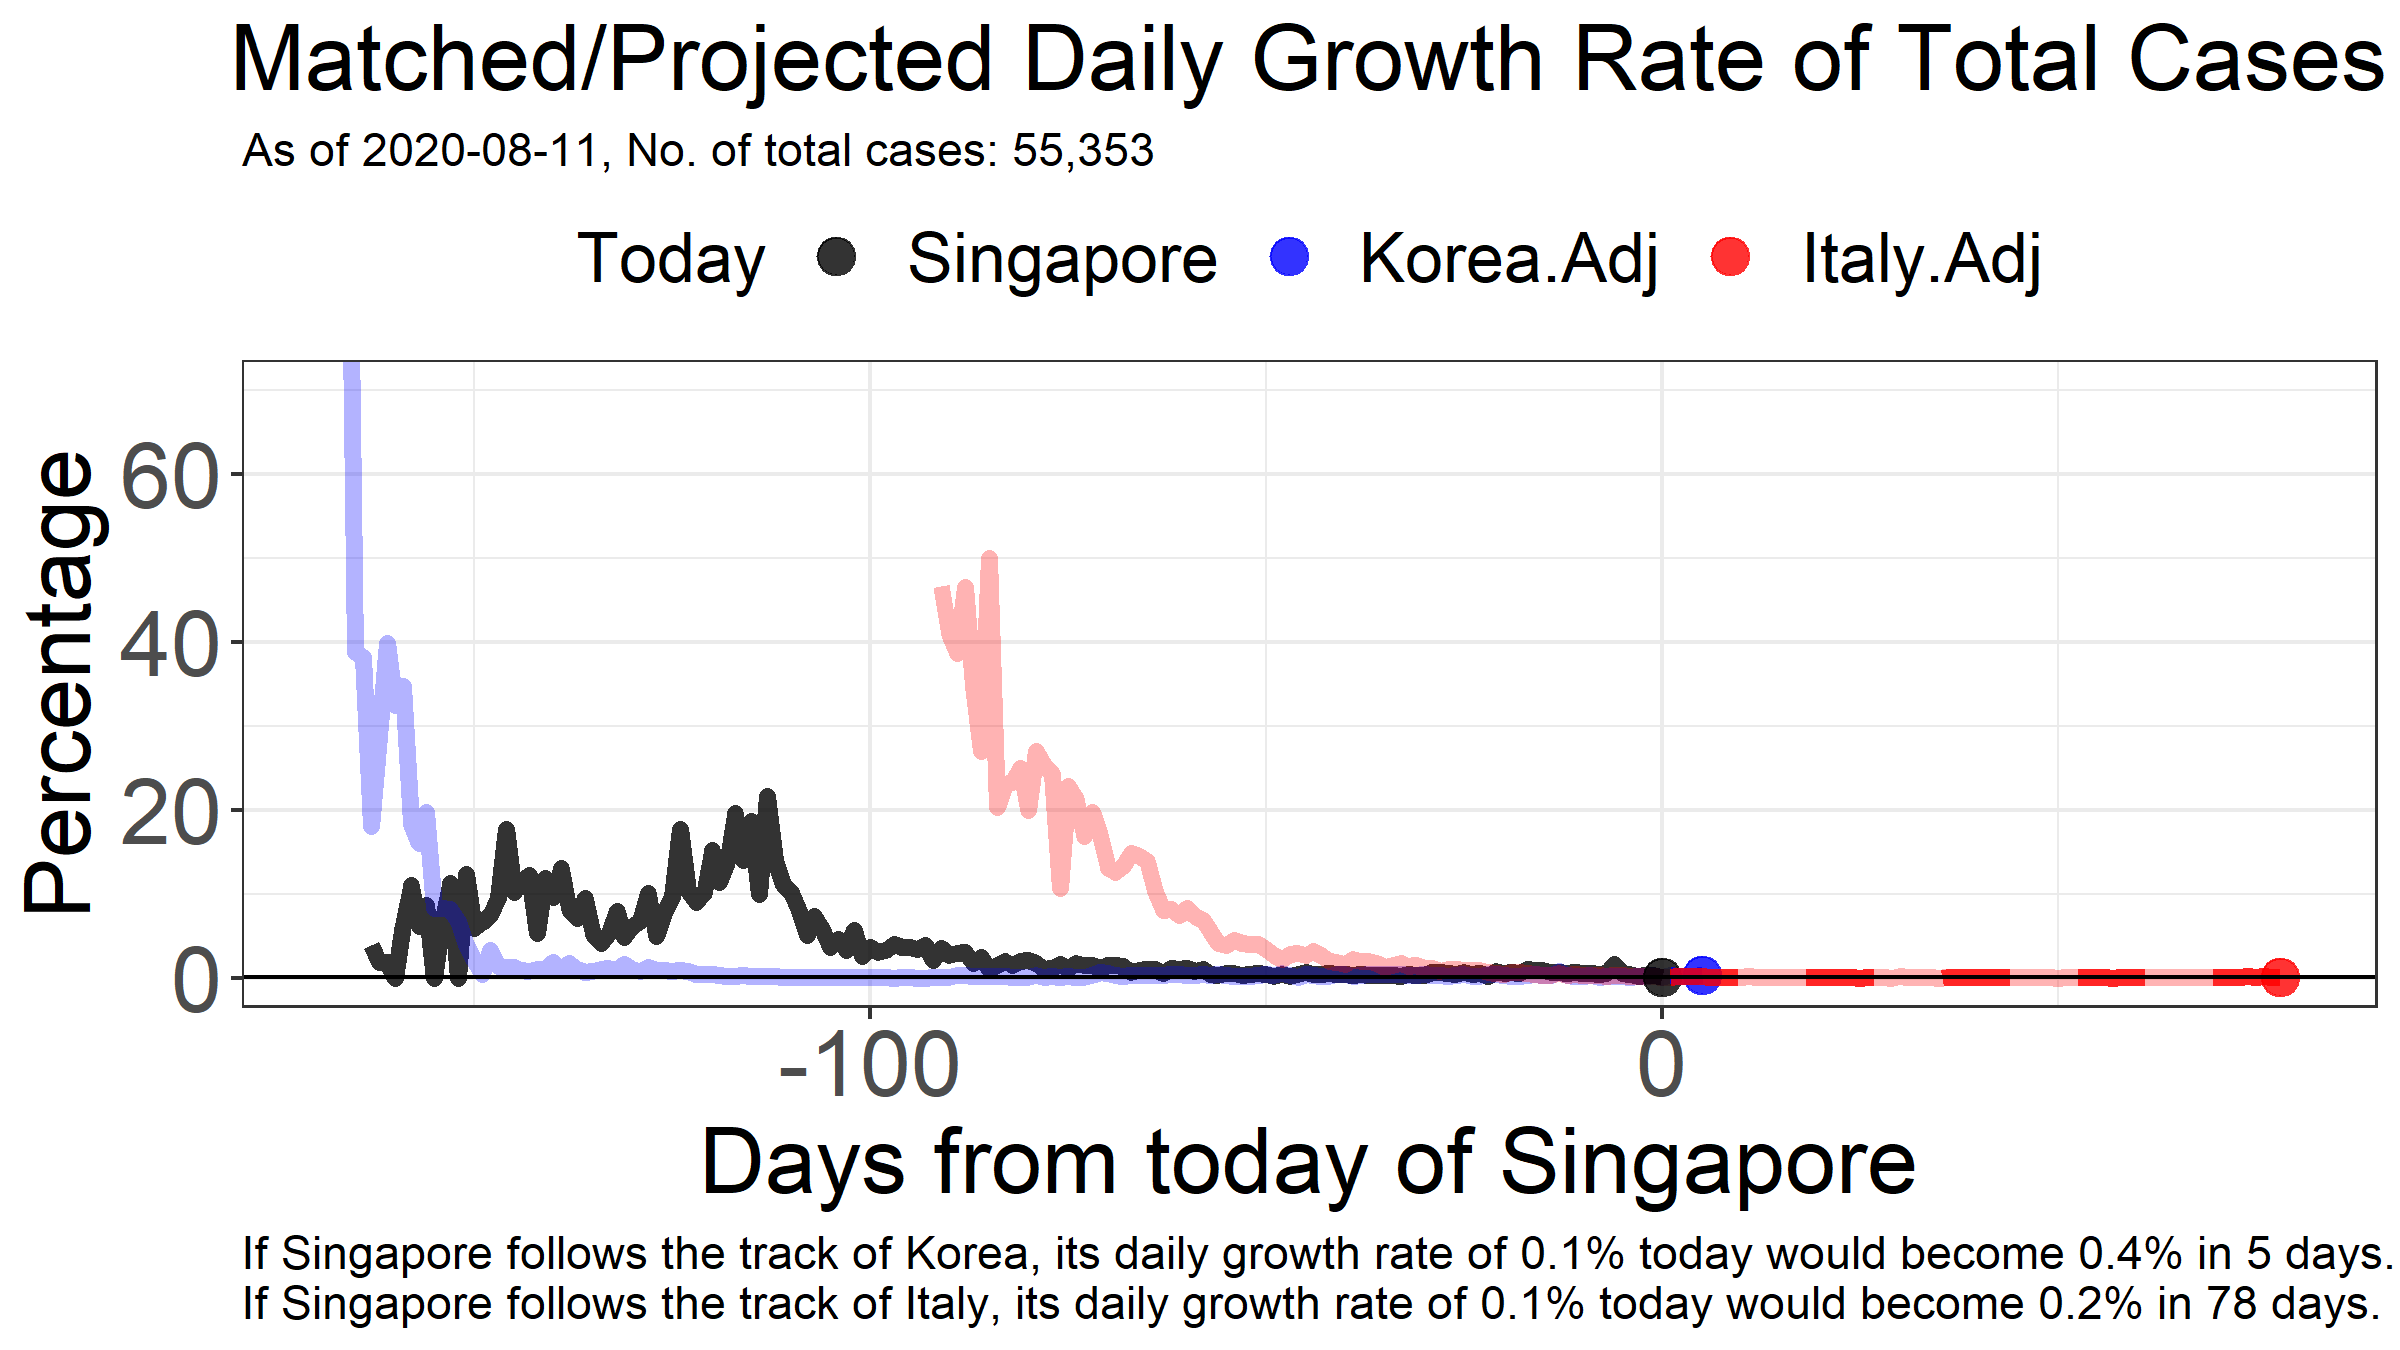 Matched/Projected Daily Growth Rate of Total Cases
As of 2020-08-11, No. of total cases: 55,353
Today Singapore Korea.Adj Italy.Adj
Percentage
60
40
20
0
-100 0
Days from today of Singapore
If Singapore follows the track of Korea, its daily growth rate of 0.1% today would become 0.4% in 5 days.
If Singapore follows the track of Italy, its daily growth rate of 0.1% today would become 0.2% in 78 days.